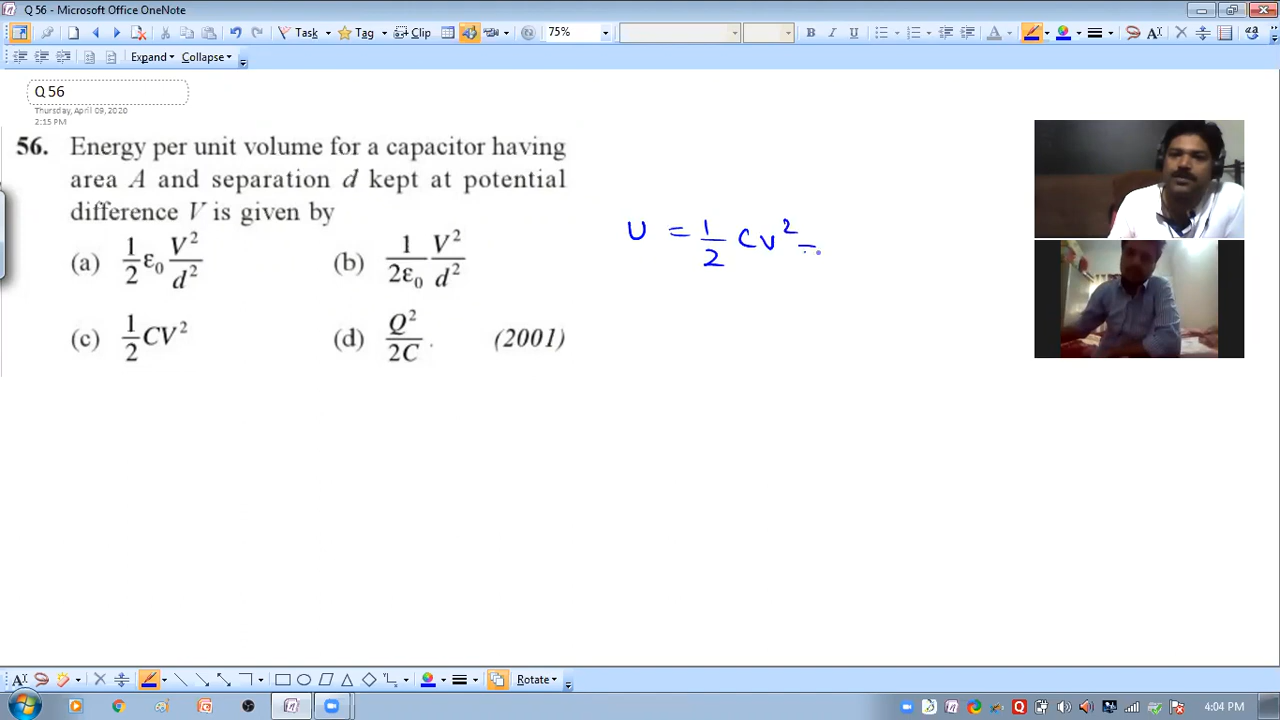 Q 56 - Microsoft Office OneNote
Task Tag Clip 75% B I U A
Expand Collapse
Q 56
Thursday, April 09, 2020
2:15 PM
56. Energy per unit volume for a capacitor having
area A and separation d kept at potential
difference V is given by
(a) 1/2 ε₀ V²/d² (b) 1/2ε₀ V²/d²
(c) 1/2 CV² (d) Q²/2C . (2001)
U = 1/2 CV²
Rotate
4:04 PM